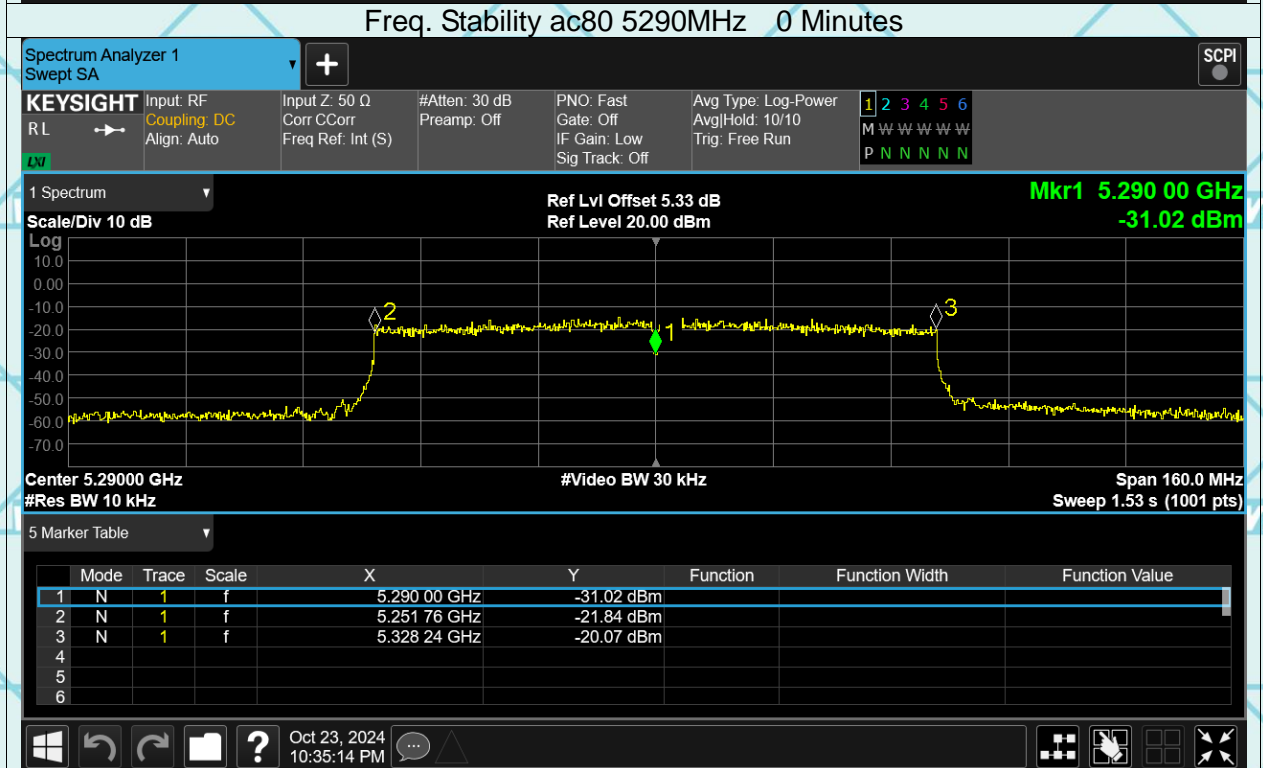 Freq. Stability ac80 5290MHz 0 Minutes
Spectrum Analyzer 1
Swept SA
+
SCPI
KEYSIGHT
RL
LXI
Input: RF
Coupling: DC
Align: Auto
Input Z: 50 Ω
Corr CCorr
Freq Ref: Int (S)
#Atten: 30 dB
Preamp: Off
PNO: Fast
Gate: Off
IF Gain: Low
Sig Track: Off
Avg Type: Log-Power
Avg|Hold: 10/10
Trig: Free Run
1 2 3 4 5 6
M W W W W W W
P N N N N N N
1 Spectrum
Scale/Div 10 dB
Ref Lvl Offset 5.33 dB
Ref Level 20.00 dBm
Mkr1 5.290 00 GHz
-31.02 dBm
Log
10.0
0.00
-10.0
-20.0
-30.0
-40.0
-50.0
-60.0
-70.0
2
1
3
Center 5.29000 GHz
#Res BW 10 kHz
#Video BW 30 kHz
Span 160.0 MHz
Sweep 1.53 s (1001 pts)
5 Marker Table
Mode Trace Scale X Y Function Function Width Function Value
1 N 1 f 5.290 00 GHz -31.02 dBm
2 N 1 f 5.251 76 GHz -21.84 dBm
3 N 1 f 5.328 24 GHz -20.07 dBm
4
5
6
?
Oct 23, 2024
10:35:14 PM